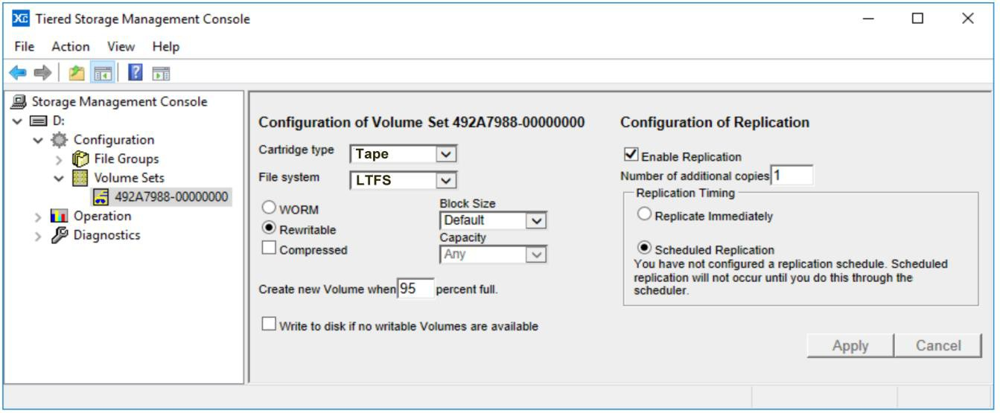 XC Tiered Storage Management Console
File Action View Help
Storage Management Console
D:
Configuration
File Groups
Volume Sets
492A7988-00000000
Operation
Diagnostics
Configuration of Volume Set 492A7988-00000000
Cartridge type Tape
File system LTFS
WORM
Rewritable
Compressed
Block Size
Default
Capacity
Any
Create new Volume when 95 percent full.
Write to disk if no writable Volumes are available
Configuration of Replication
Enable Replication
Number of additional copies 1
Replication Timing
Replicate Immediately
Scheduled Replication
You have not configured a replication schedule. Scheduled
replication will not occur until you do this through the
scheduler.
Apply Cancel